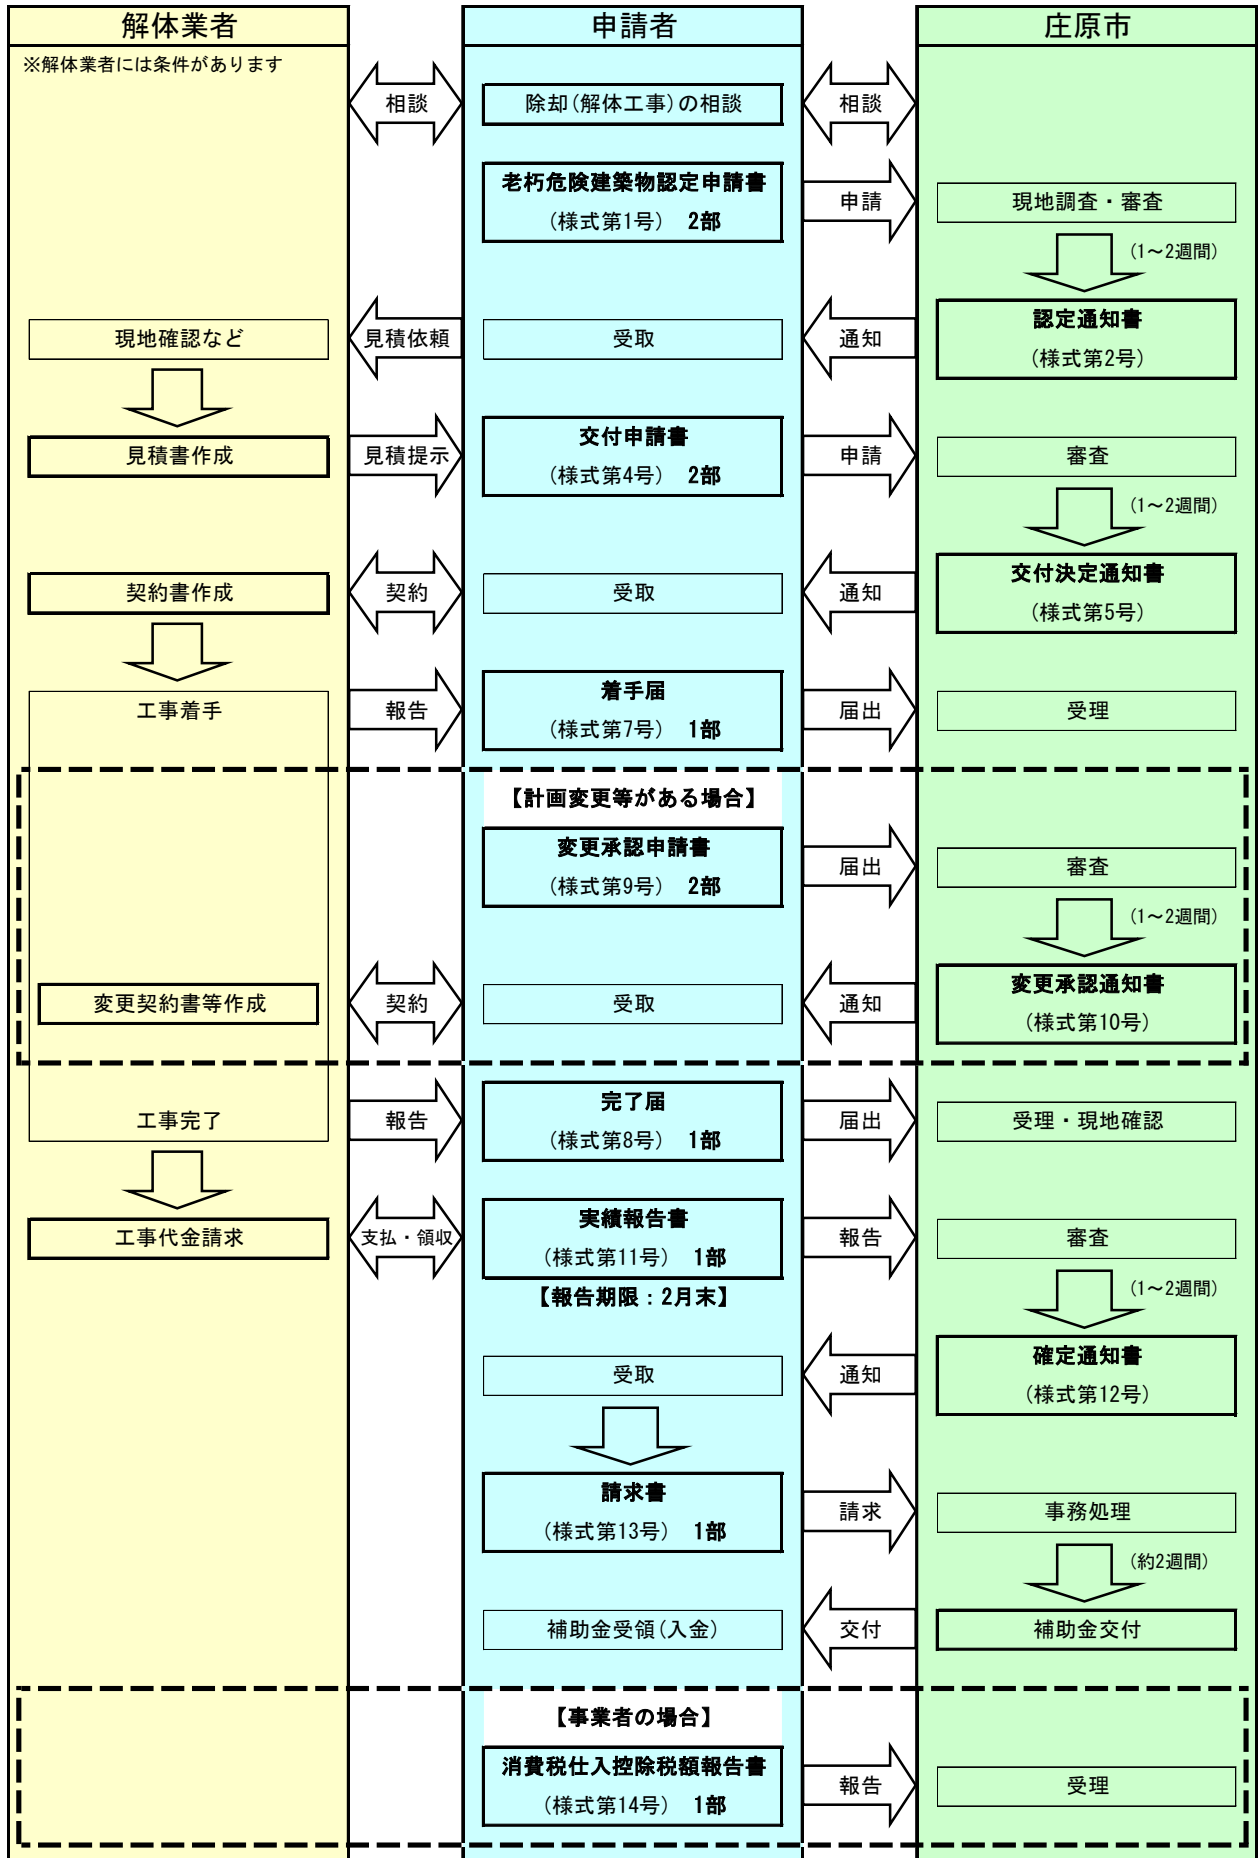 解体業者
申請者
庄原市
※解体業者には条件があります
相談
除却(解体工事)の相談
相談
老朽危険建築物認定申請書
(様式第1号) 2部
申請
現地調査・審査
(1～2週間)
認定通知書
(様式第2号)
現地確認など
見積依頼
受取
通知
見積書作成
見積提示
交付申請書
(様式第4号) 2部
申請
審査
(1～2週間)
交付決定通知書
(様式第5号)
契約書作成
契約
受取
通知
工事着手
報告
着手届
(様式第7号) 1部
届出
受理
【計画変更等がある場合】
変更承認申請書
(様式第9号) 2部
届出
審査
(1～2週間)
変更承認通知書
(様式第10号)
変更契約書等作成
契約
受取
通知
工事完了
報告
完了届
(様式第8号) 1部
届出
受理・現地確認
工事代金請求
支払・領収
実績報告書
(様式第11号) 1部
【報告期限：2月末】
報告
審査
(1～2週間)
確定通知書
(様式第12号)
受取
通知
請求書
(様式第13号) 1部
請求
事務処理
(約2週間)
補助金受領(入金)
交付
補助金交付
【事業者の場合】
消費税仕入控除税額報告書
(様式第14号) 1部
報告
受理